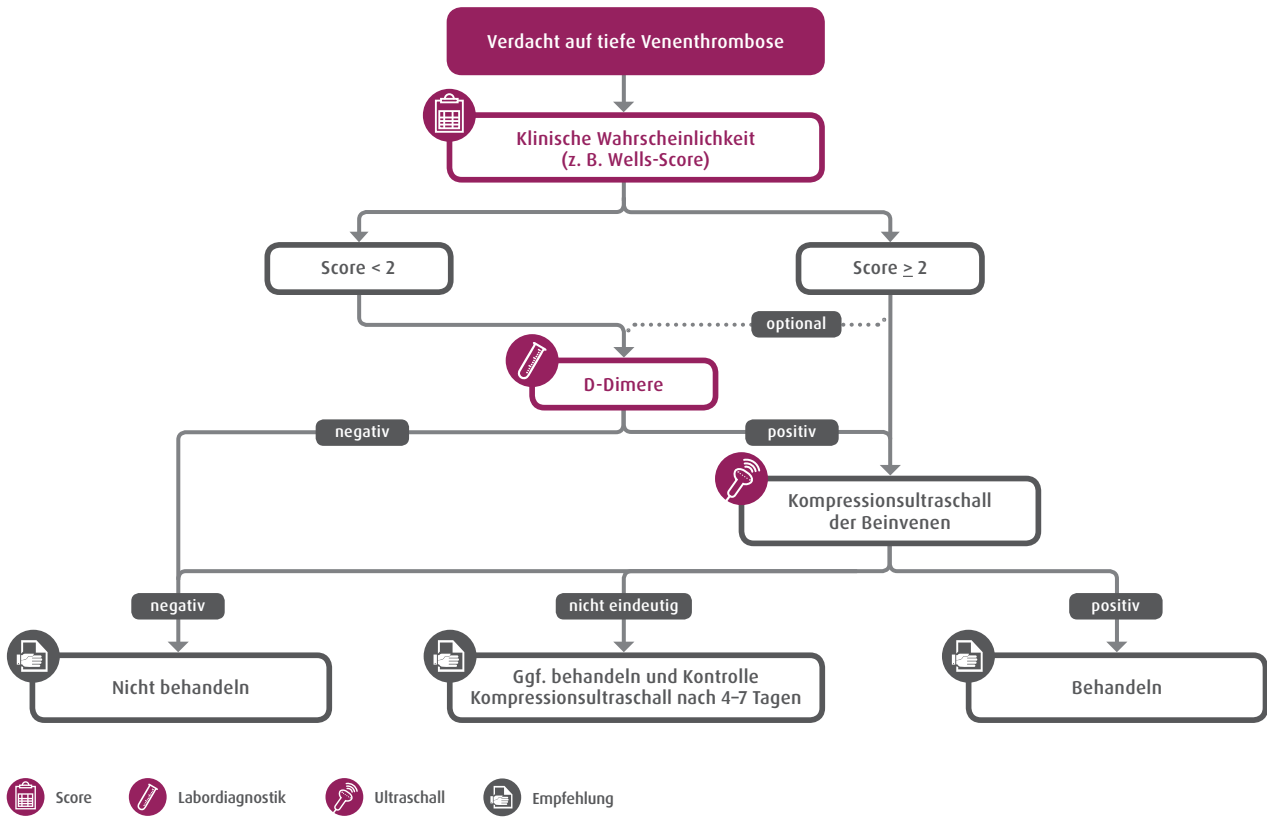 Verdacht auf tiefe Venenthrombose
Klinische Wahrscheinlichkeit
(z. B. Wells-Score)
Score < 2
Score ≥ 2
optional
D-Dimere
negativ
positiv
Kompressionsultraschall
der Beinvenen
negativ
nicht eindeutig
positiv
Nicht behandeln
Ggf. behandeln und Kontrolle
Kompressionsultraschall nach 4–7 Tagen
Behandeln
Score
Labordiagnostik
Ultraschall
Empfehlung